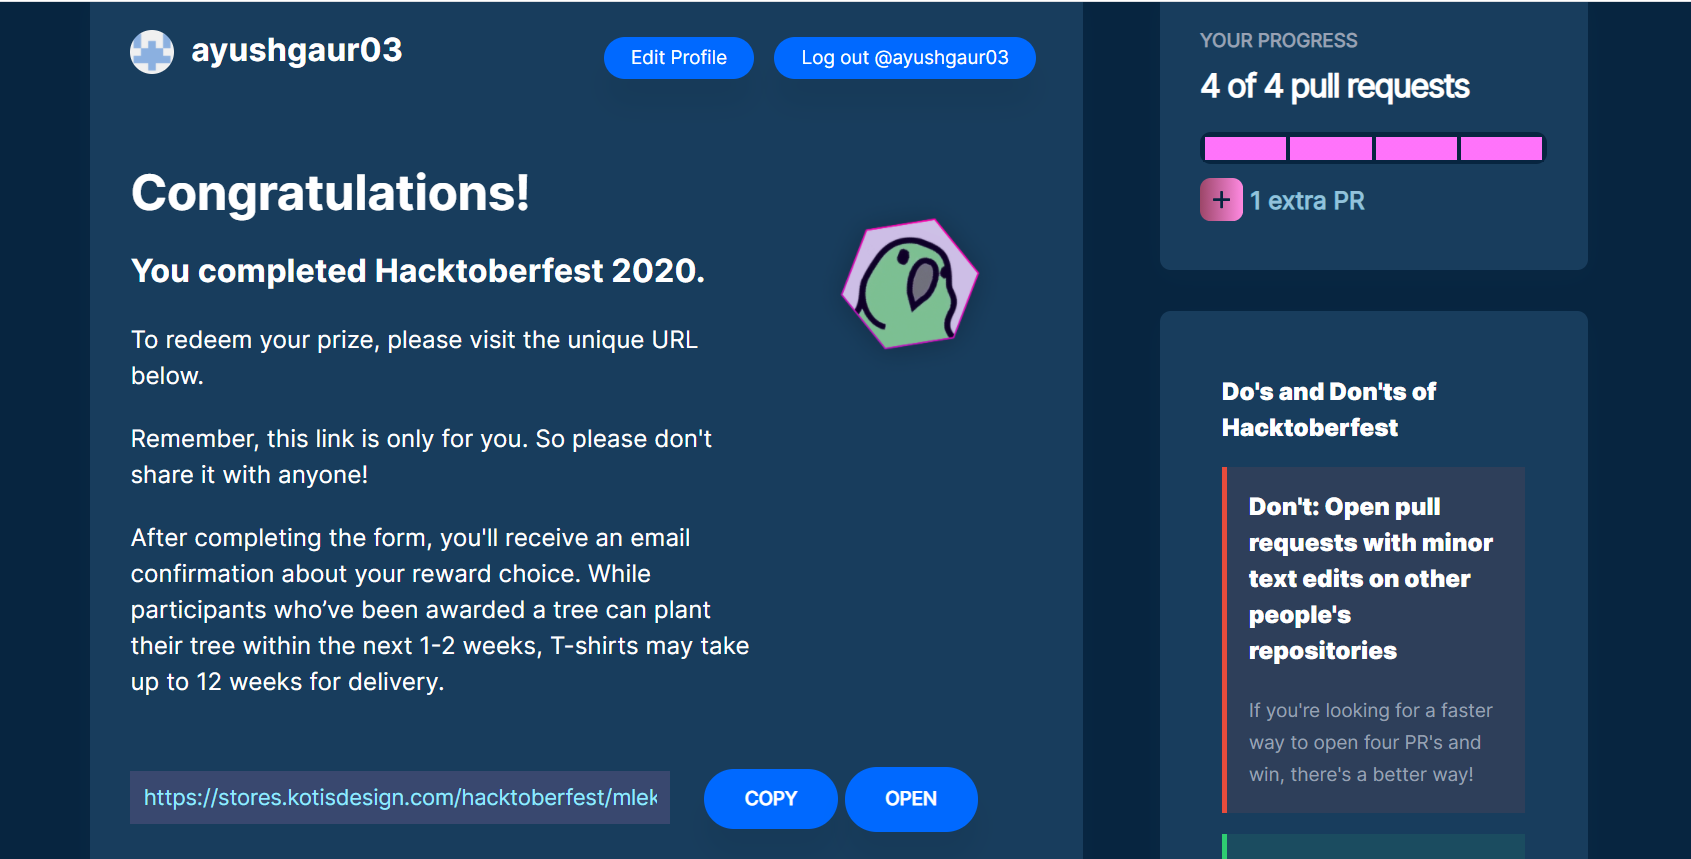 ayushgaur03
Edit Profile
Log out @ayushgaur03
Congratulations!
You completed Hacktoberfest 2020.
To redeem your prize, please visit the unique URL
below.
Remember, this link is only for you. So please don't
share it with anyone!
After completing the form, you'll receive an email
confirmation about your reward choice. While
participants who’ve been awarded a tree can plant
their tree within the next 1-2 weeks, T-shirts may take
up to 12 weeks for delivery.
https://stores.kotisdesign.com/hacktoberfest/mlek
COPY
OPEN
YOUR PROGRESS
4 of 4 pull requests
+ 1 extra PR
Do's and Don'ts of
Hacktoberfest
Don't: Open pull
requests with minor
text edits on other
people's
repositories
If you're looking for a faster
way to open four PR's and
win, there's a better way!